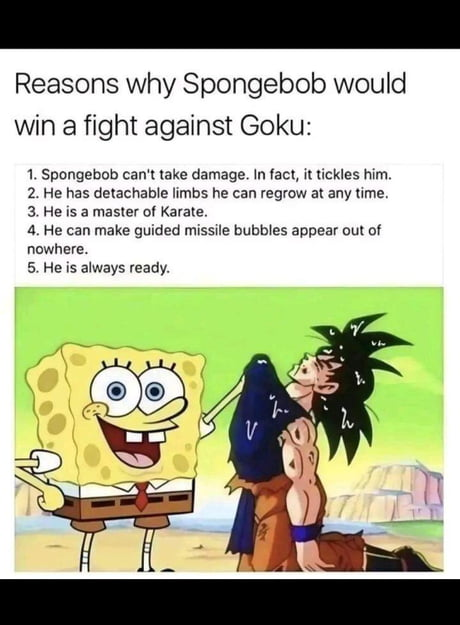 Reasons why Spongebob would
win a fight against Goku:
1. Spongebob can't take damage. In fact, it tickles him.
2. He has detachable limbs he can regrow at any time.
3. He is a master of Karate.
4. He can make guided missile bubbles appear out of
nowhere.
5. He is always ready.